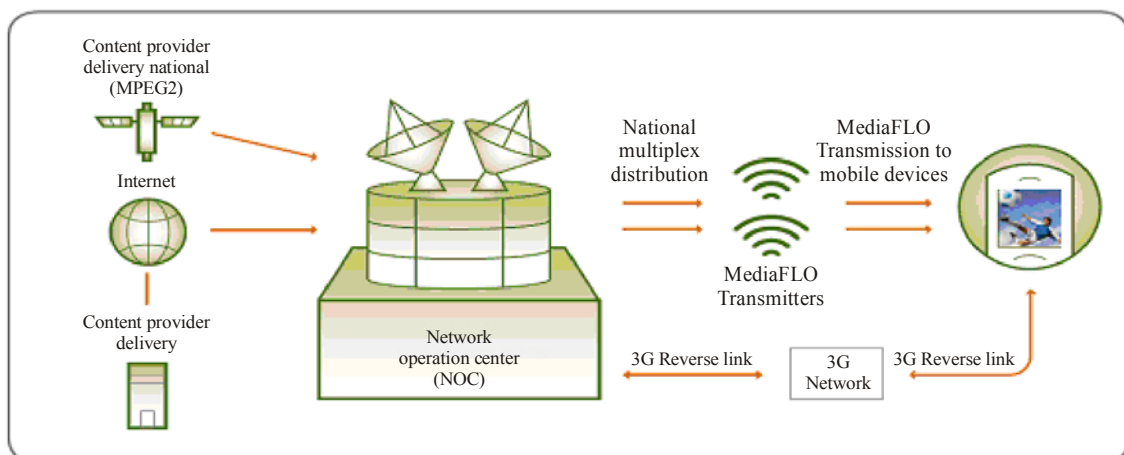 Content provider
delivery national
(MPEG2)
Internet
Content provider
delivery
Network
operation center
(NOC)
National
multiplex
distribution
MediaFLO
Transmitters
MediaFLO
Transmission to
mobile devices
3G Reverse link
3G
Network
3G Reverse link